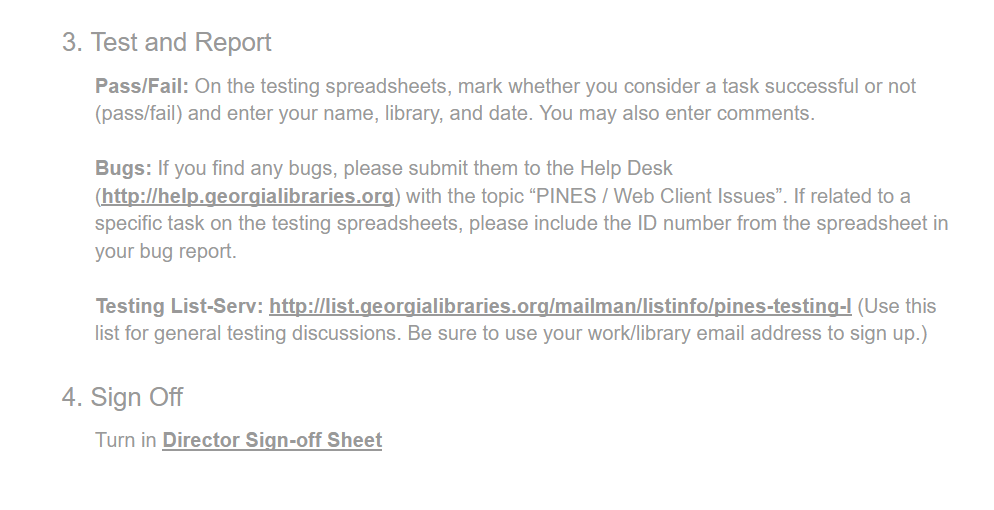 3. Test and Report
Pass/Fail: On the testing spreadsheets, mark whether you consider a task successful or not
(pass/fail) and enter your name, library, and date. You may also enter comments.
Bugs: If you find any bugs, please submit them to the Help Desk
(http://help.georgialibraries.org) with the topic “PINES / Web Client Issues”. If related to a
specific task on the testing spreadsheets, please include the ID number from the spreadsheet in
your bug report.
Testing List-Serv: http://list.georgialibraries.org/mailman/listinfo/pines-testing-l (Use this
list for general testing discussions. Be sure to use your work/library email address to sign up.)
4. Sign Off
Turn in Director Sign-off Sheet